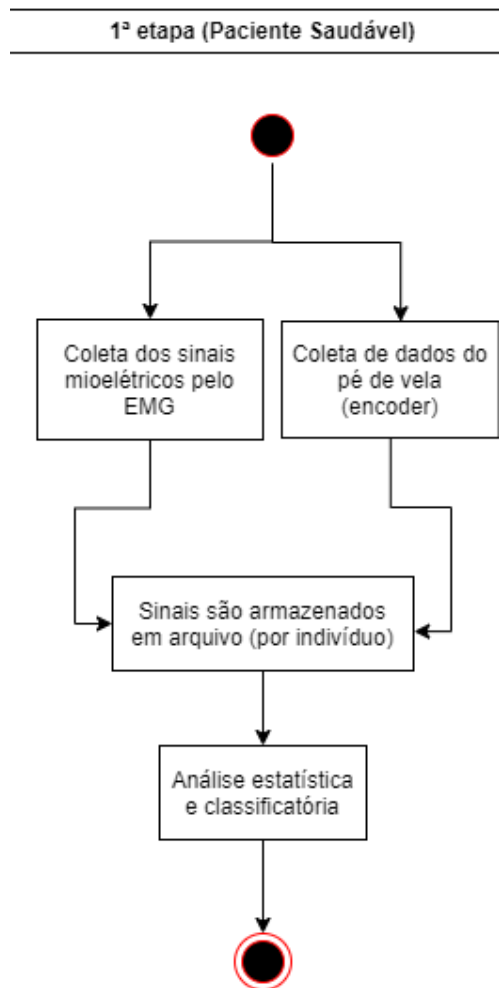 1ª etapa (Paciente Saudável)
Coleta dos sinais
mioelétricos pelo
EMG
Coleta de dados do
pé de vela
(encoder)
Sinais são armazenados
em arquivo (por indivíduo)
Análise estatística
e classificatória